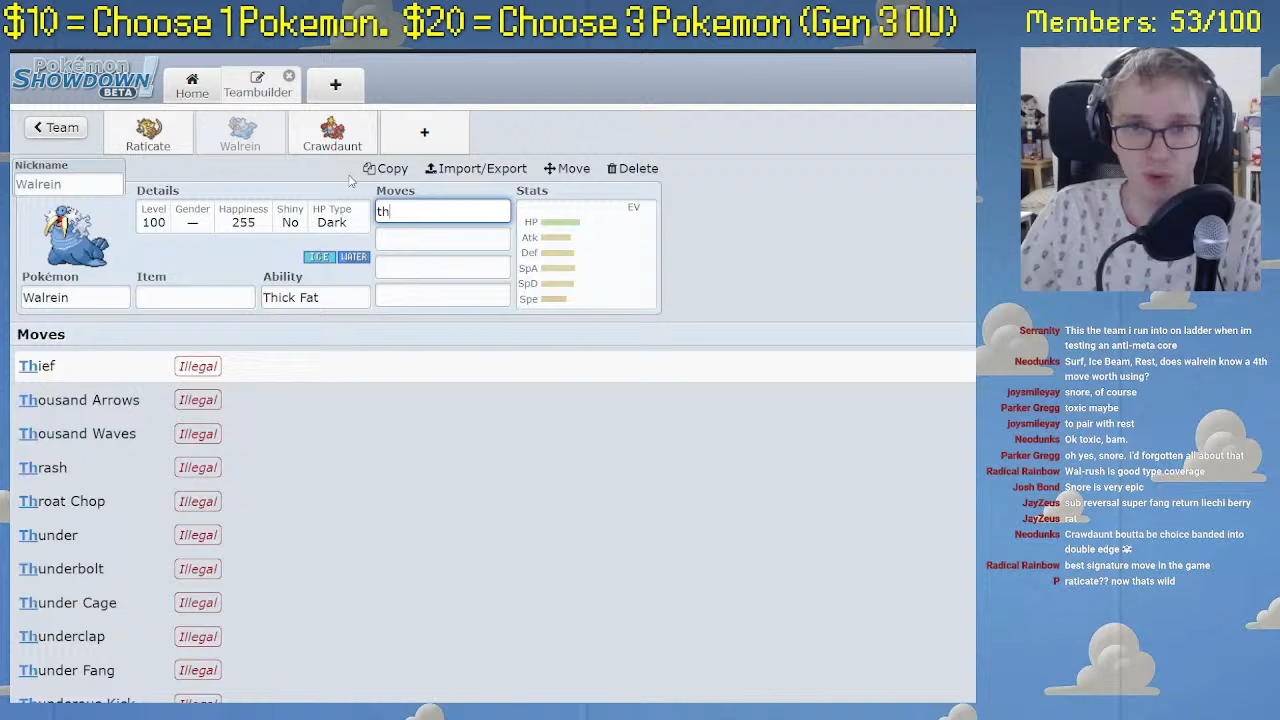 $10 = Choose 1 Pokemon. $20 = Choose 3 Pokemon (Gen 3 OU)
Members: 53/100
Pokémon
SHOWDOWN!
BETA
Home
Teambuilder
+
Team
Raticate
Walrein
Crawdaunt
+
Nickname
Walrein
Copy
Import/Export
Move
Delete
Details
Level
100
Gender
—
Happiness
255
Shiny
No
HP Type
Dark
ICE
WATER
Pokémon
Walrein
Item
Ability
Thick Fat
Moves
th
Stats
EV
HP
Atk
Def
SpA
SpD
Spe
Moves
Thief Illegal
Thousand Arrows Illegal
Thousand Waves Illegal
Thrash Illegal
Throat Chop Illegal
Thunder Illegal
Thunderbolt Illegal
Thunder Cage Illegal
Thunderclap Illegal
Thunder Fang Illegal
Thunderous Kick Illegal
Serranity This the team i run into on ladder when im
testing an anti-meta core
Neodunks Surf, Ice Beam, Rest, does walrein know a 4th
move worth using?
joysmileyay snore, of course
Parker Gregg toxic maybe
joysmileyay to pair with rest
Neodunks Ok toxic, bam.
Parker Gregg oh yes, snore. i'd forgotten all about that
Radical Rainbow Wal-rush is good type coverage
Josh Bond Snore is very epic
JayZeus sub reversal super fang return liechi berry
JayZeus rat
Neodunks Crawdaunt boutta be choice banded into
double edge
Radical Rainbow best signature move in the game
P raticate?? now thats wild